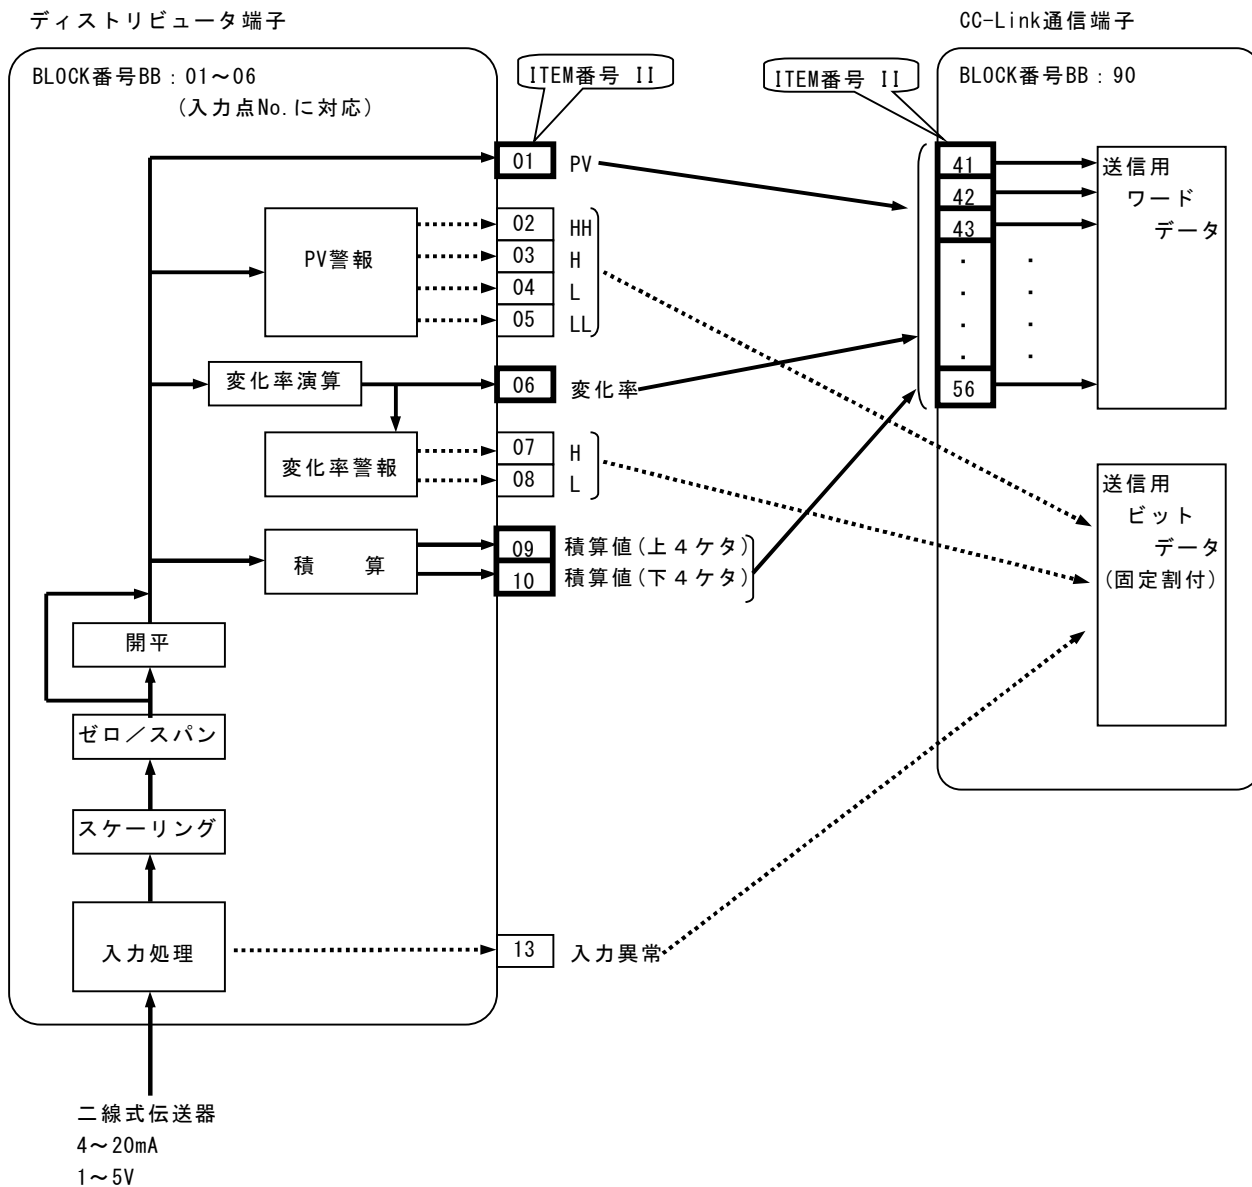 ディストリビュータ端子
CC-Link通信端子
BLOCK番号BB：01～06
(入力点No.に対応)
ITEM番号 II
ITEM番号 II
BLOCK番号BB：90
01 PV
02 HH
03 H
04 L
05 LL
PV警報
変化率演算
06 変化率
変化率警報
07 H
08 L
積　算
09 積算値(上４ケタ)
10 積算値(下４ケタ)
開平
ゼロ／スパン
スケーリング
入力処理
13 入力異常
二線式伝送器
4～20mA
1～5V
41
42
43
・
・
・
・
・
・
・
・
56
送信用
ワード
データ
送信用
ビット
データ
(固定割付)